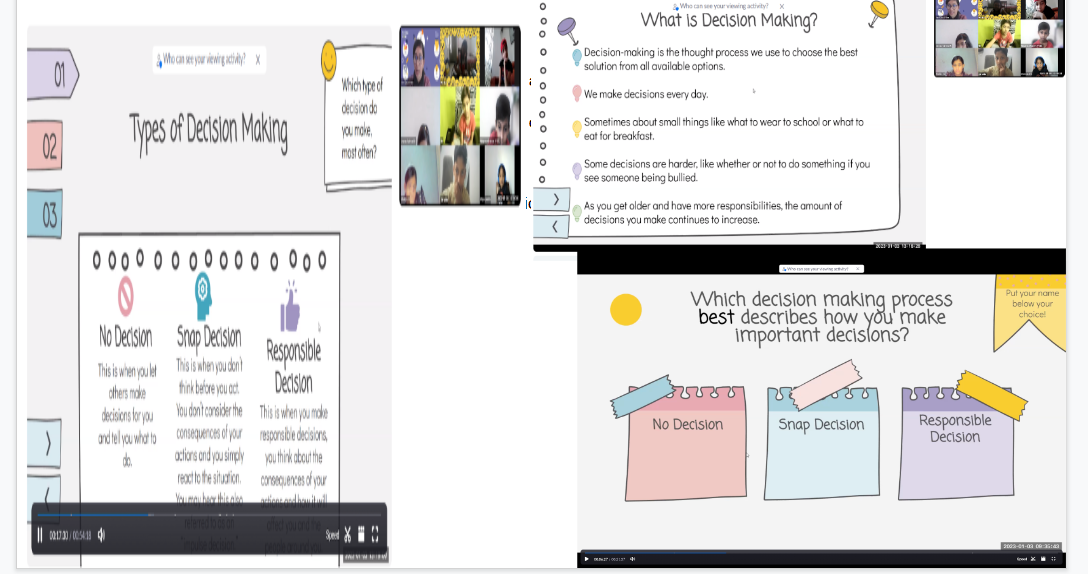 01
02
03
Who can see your viewing activity?
Types of Decision Making
Which type of
decision do
you make,
most often?
No Decision
This is when you let
others make
decisions for you
and tell you what to
do.
Snap Decision
This is when you don't
think before you act.
You don't consider the
consequences of your
actions and you simply
react to the situation.
You may hear this also
referred to as an
"impulse decision"
Responsible
Decision
This is when you make
responsible decisions,
you think about the
consequences of your
actions and how it will
affect you and the
people around you
00:17:00 / 00:54:18
Speed
Who can see your viewing activity?
What is Decision Making?
Decision-making is the thought process we use to choose the best
solution from all available options.
We make decisions every day.
Sometimes about small things like what to wear to school or what to
eat for breakfast.
Some decisions are harder, like whether or not to do something if you
see someone being bullied.
As you get older and have more responsibilities, the amount of
decisions you make continues to increase.
Who can see your viewing activity?
Which decision making process
best describes how you make
important decisions?
Put your name
below your
choice!
No Decision
Snap Decision
Responsible
Decision
2023-01-03 09:35:43
Speed